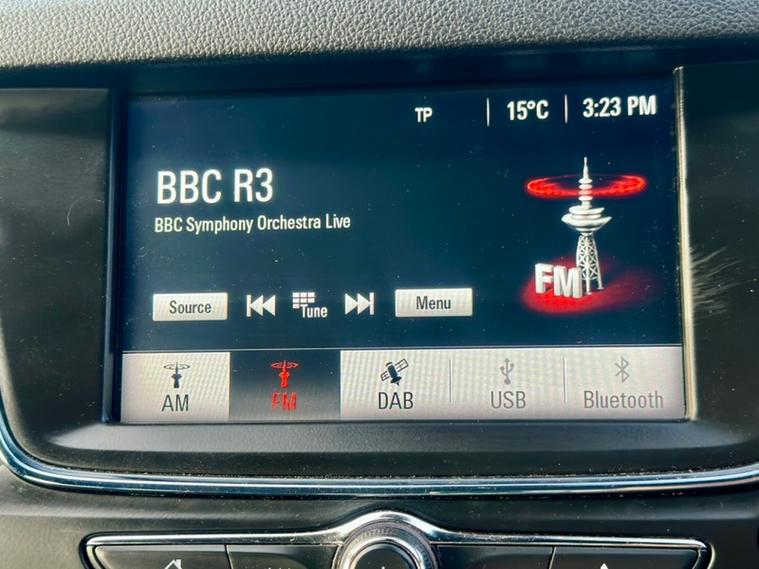 TP 15°C 3:23 PM
BBC R3
BBC Symphony Orchestra Live
FM
Source Tune Menu
AM FM DAB USB Bluetooth